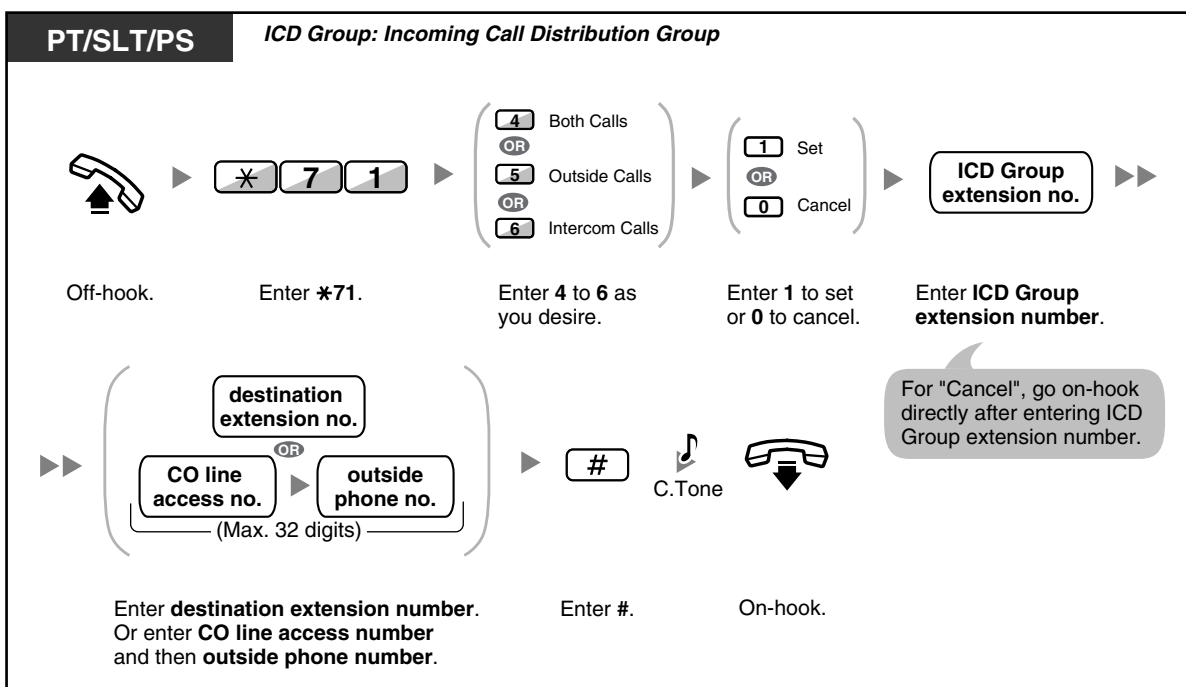 PT/SLT/PS
ICD Group: Incoming Call Distribution Group
4 Both Calls
OR
5 Outside Calls
OR
6 Intercom Calls
1 Set
OR
0 Cancel
ICD Group
extension no.
* 7 1
Off-hook.
Enter *71.
Enter 4 to 6 as
you desire.
Enter 1 to set
or 0 to cancel.
Enter ICD Group
extension number.
For "Cancel", go on-hook
directly after entering ICD
Group extension number.
destination
extension no.
OR
CO line
access no.
outside
phone no.
(Max. 32 digits)
#
C.Tone
Enter destination extension number.
Or enter CO line access number
and then outside phone number.
Enter #.
On-hook.